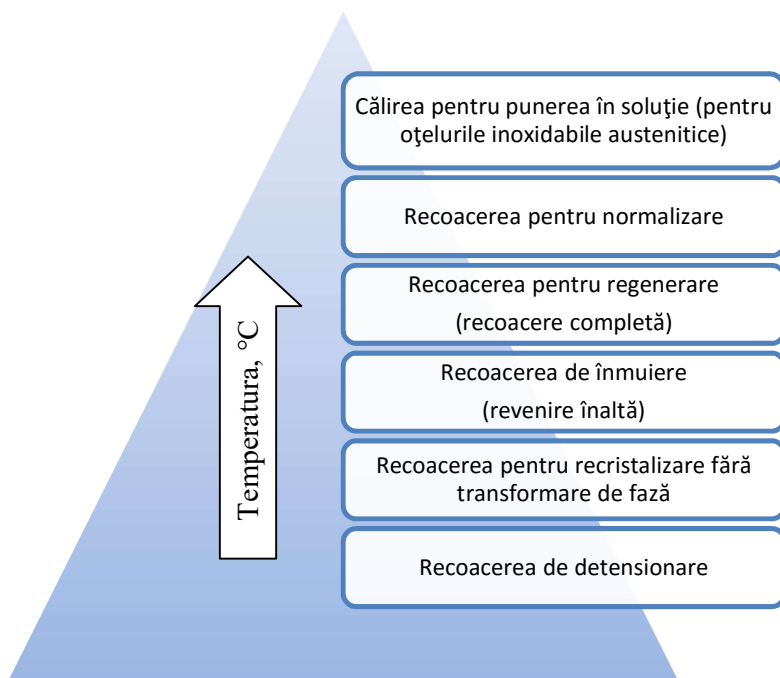 Călirea pentru punerea în soluţie (pentru
oţelurile inoxidabile austenitice)
Recoacerea pentru normalizare
Recoacerea pentru regenerare
(recoacere completă)
Recoacerea de înmuiere
(revenire înaltă)
Recoacerea pentru recristalizare fără
transformare de fază
Recoacerea de detensionare
Temperatura, °C